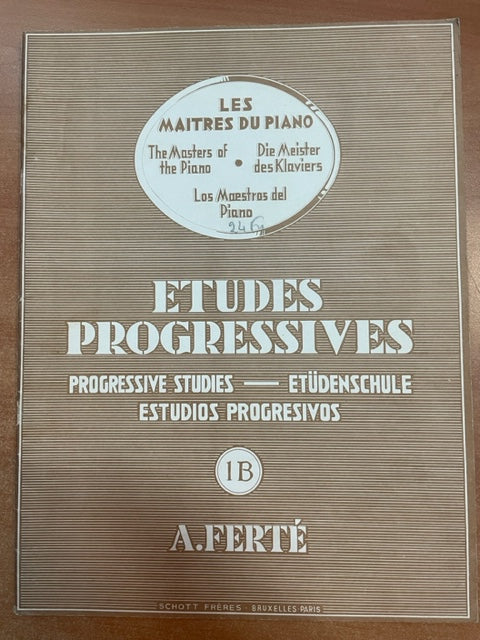 LES
MAITRES DU PIANO
The Masters of • Die Meister
the Piano des Klaviers
Los Maestros del
Piano
ETUDES
PROGRESSIVES
PROGRESSIVE STUDIES — ETÜDENSCHULE
ESTUDIOS PROGRESIVOS
1B
A.FERTÉ
SCHOTT FRÈRES - BRUXELLES-PARIS